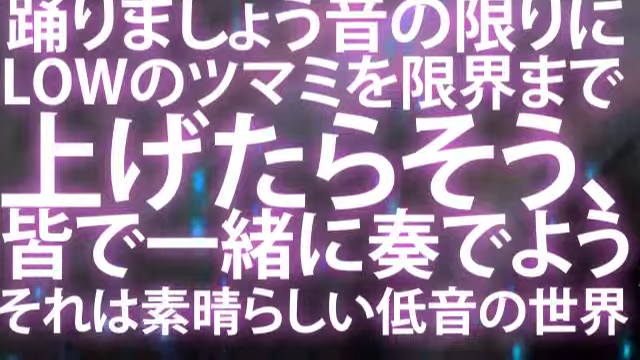 踊りましょう音の限りに
LOWのツマミを限界まで
上げたらそう、
皆で一緒に奏でよう
それは素晴らしい低音の世界